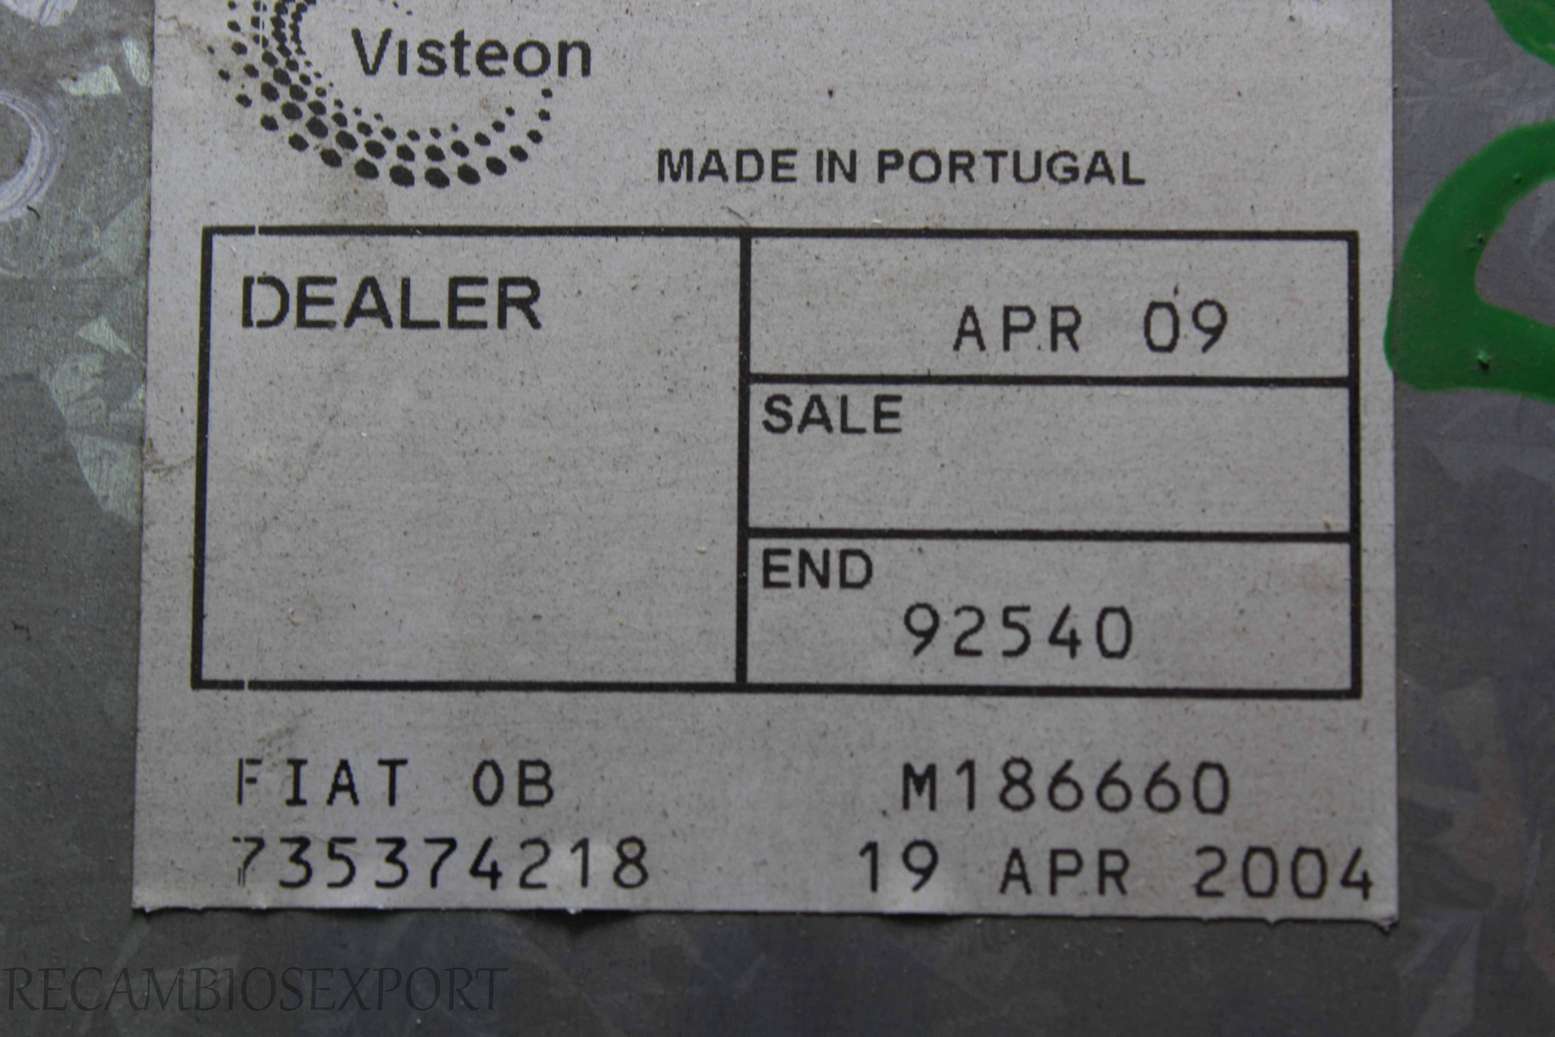 Visteon
MADE IN PORTUGAL
DEALER
APR 09
SALE
END
92540
FIAT 0B
M186660
735374218
19 APR 2004
RECAMBIOSEXPORT